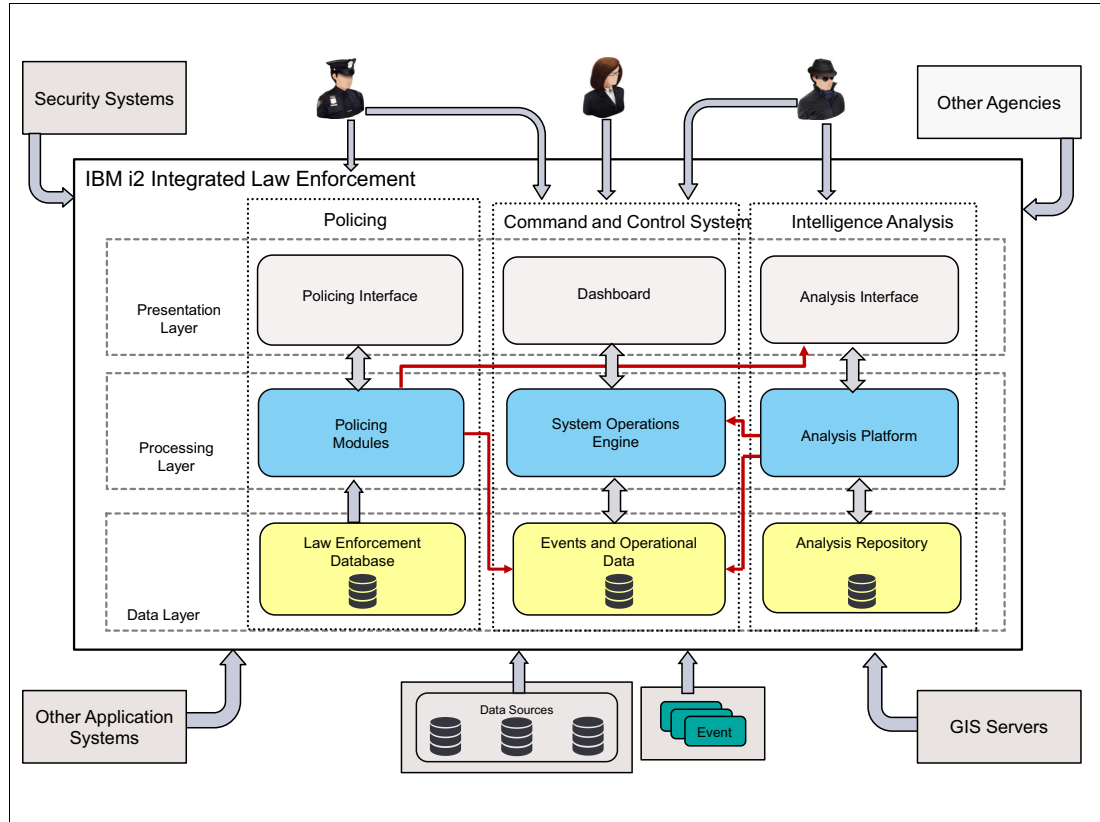 Security Systems
Other Agencies
IBM i2 Integrated Law Enforcement
Policing
Command and Control System
Intelligence Analysis
Presentation
Layer
Policing Interface
Dashboard
Analysis Interface
Processing
Layer
Policing
Modules
System Operations
Engine
Analysis Platform
Data Layer
Law Enforcement
Database
Events and Operational
Data
Analysis Repository
Other Application
Systems
Data Sources
Event
GIS Servers